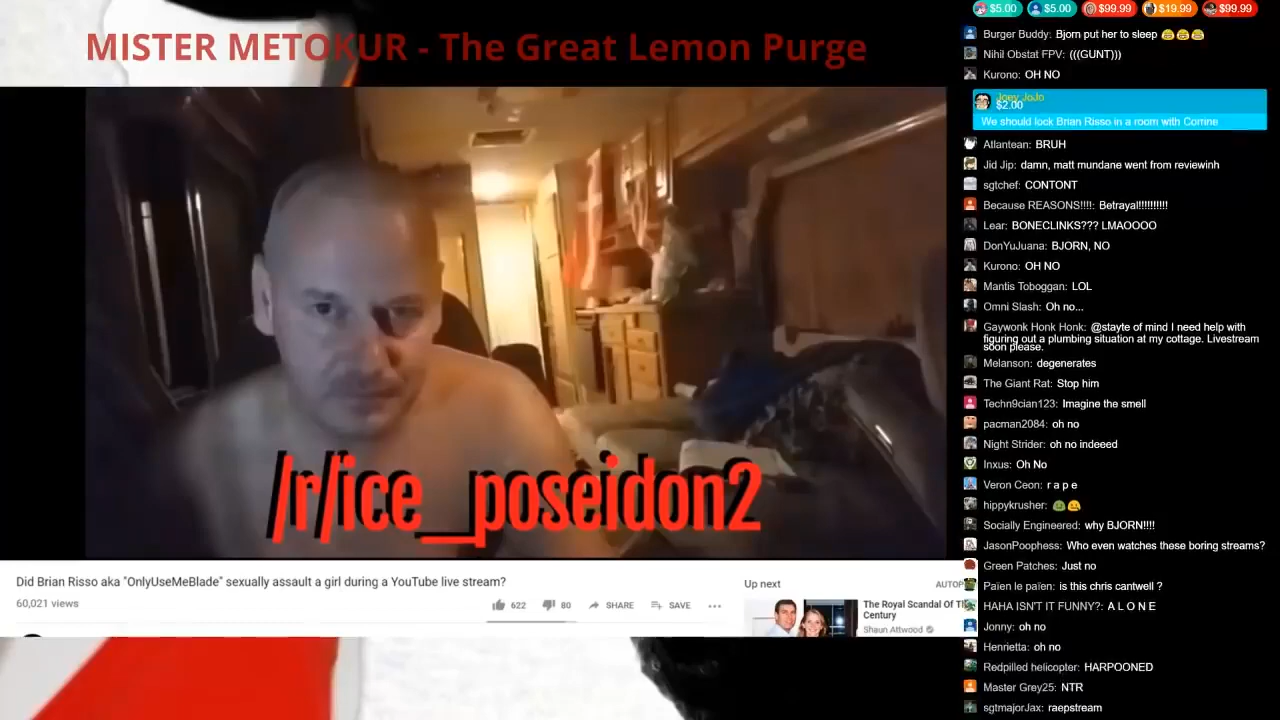 MISTER METOKUR - The Great Lemon Purge
/r/ice_poseidon2
Did Brian Risso aka "OnlyUseMeBlade" sexually assault a girl during a YouTube live stream?
60,021 views
622
80
SHARE
SAVE
Up next
AUTOP
The Royal Scandal Of Th
Century
Shaun Attwood
$5.00
$5.00
$99.99
$19.99
$99.99
Burger Buddy: Bjorn put her to sleep
Nihil Obstat FPV: (((GUNT)))
Kurono: OH NO
Joey JoJo
$2.00
We should lock Brian Risso in a room with Corrine
Atlantean: BRUH
Jid Jip: damn, matt mundane went from reviewinh
sgtchef: CONTONT
Because REASONS!!!!: Betrayal!!!!!!!!!!
Lear: BONECLINKS??? LMAOOOO
DonYuJuana: BJORN, NO
Kurono: OH NO
Mantis Toboggan: LOL
Omni Slash: Oh no...
Gaywonk Honk Honk: @stayte of mind I need help with
figuring out a plumbing situation at my cottage. Livestream
soon please.
Melanson: degenerates
The Giant Rat: Stop him
Techn9cian123: Imagine the smell
pacman2084: oh no
Night Strider: oh no indeeed
Inxus: Oh No
Veron Ceon: r a p e
hippykrusher:
Socially Engineered: why BJORN!!!!
JasonPoophess: Who even watches these boring streams?
Green Patches: Just no
Païen le païen: is this chris cantwell ?
HAHA ISN'T IT FUNNY?: A L O N E
Jonny: oh no
Henrietta: oh no
Redpilled helicopter: HARPOONED
Master Grey25: NTR
sgtmajorJax: raepstream